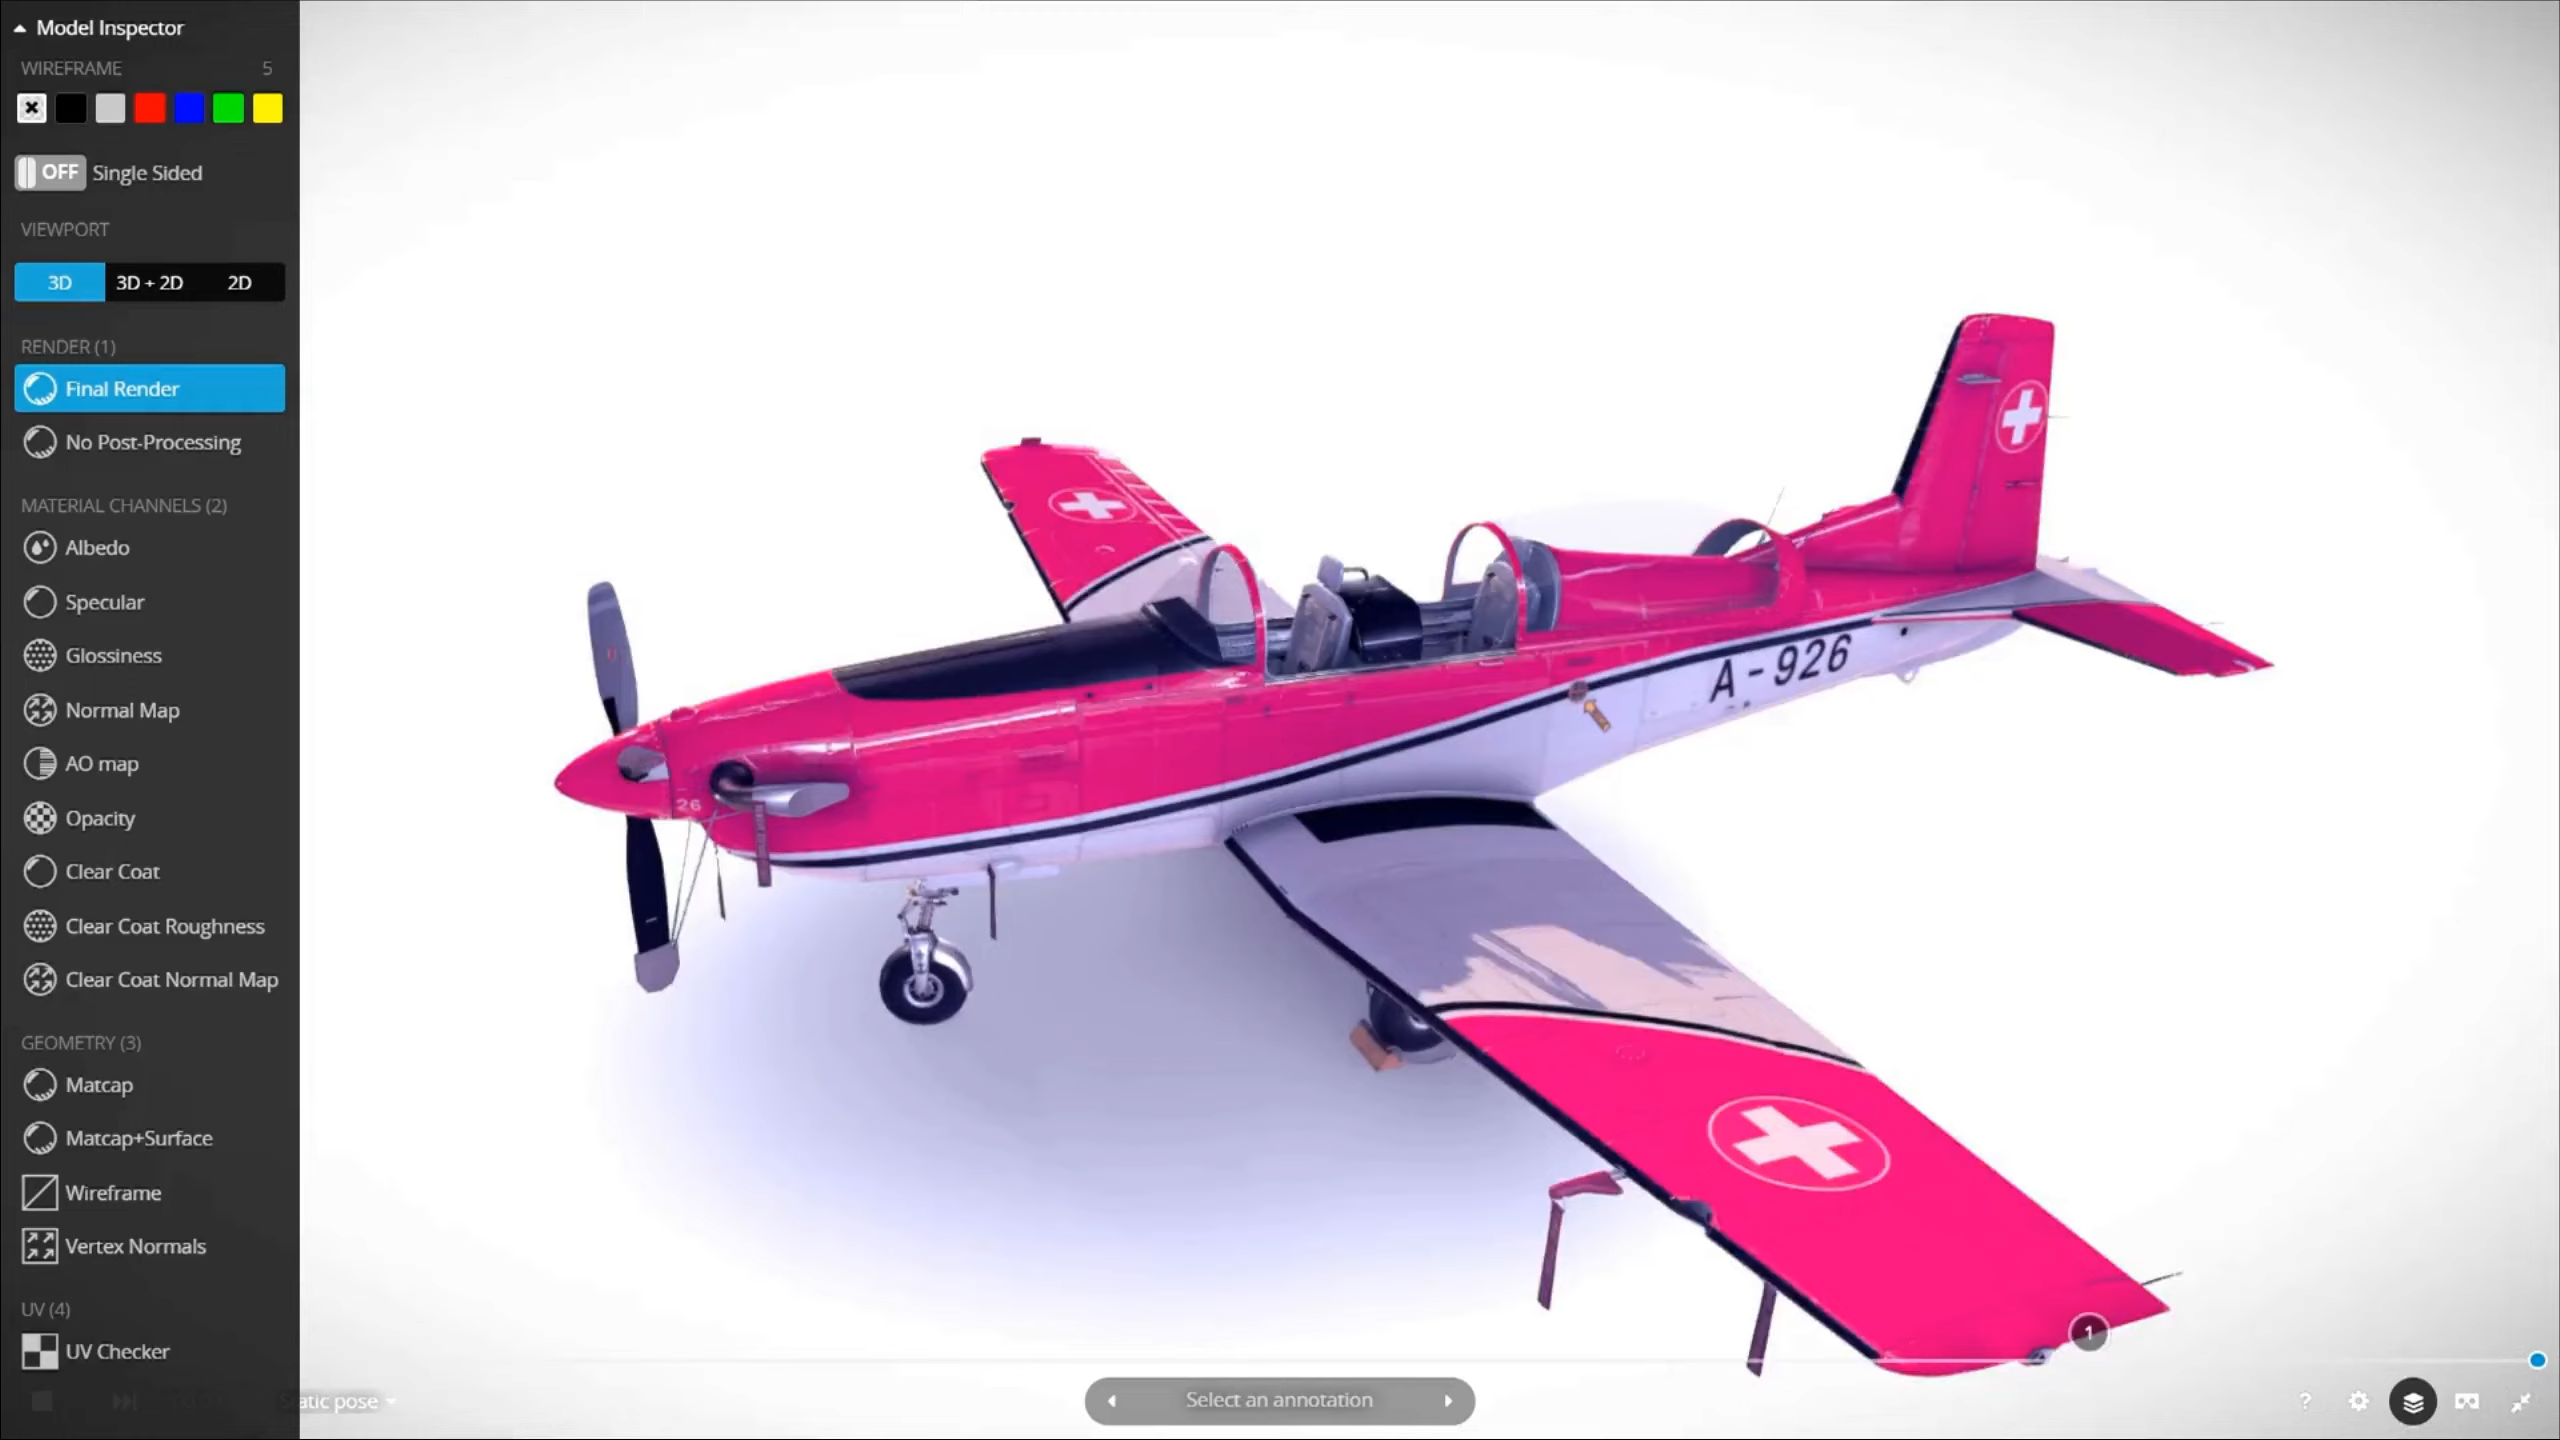 Model Inspector
WIREFRAME 5
OFF Single Sided
VIEWPORT
3D 3D + 2D 2D
RENDER (1)
Final Render
No Post-Processing
MATERIAL CHANNELS (2)
Albedo
Specular
Glossiness
Normal Map
AO map
Opacity
Clear Coat
Clear Coat Roughness
Clear Coat Normal Map
GEOMETRY (3)
Matcap
Matcap+Surface
Wireframe
Vertex Normals
UV (4)
UV Checker
A-926
26
1
Static pose
Select an annotation
?